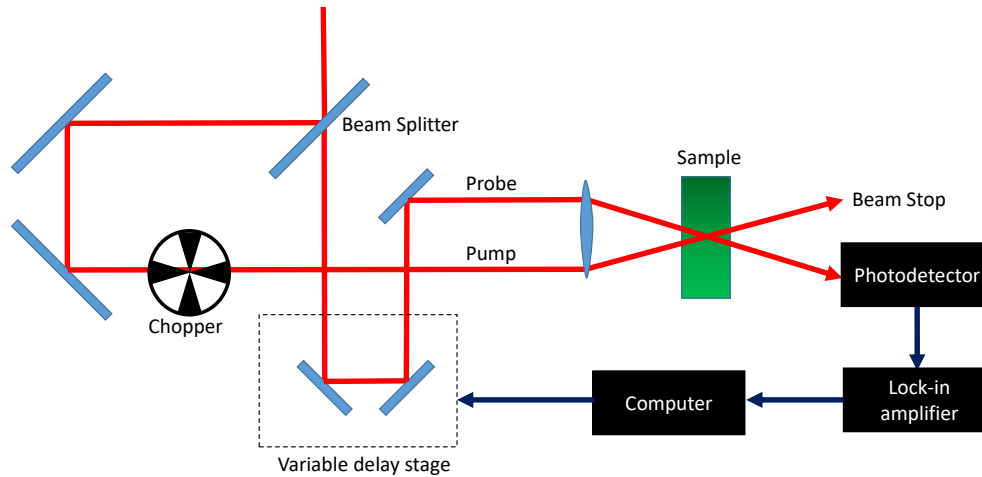 Beam Splitter
Sample
Probe
Beam Stop
Pump
Photodetector
Chopper
Computer
Lock-in
amplifier
Variable delay stage